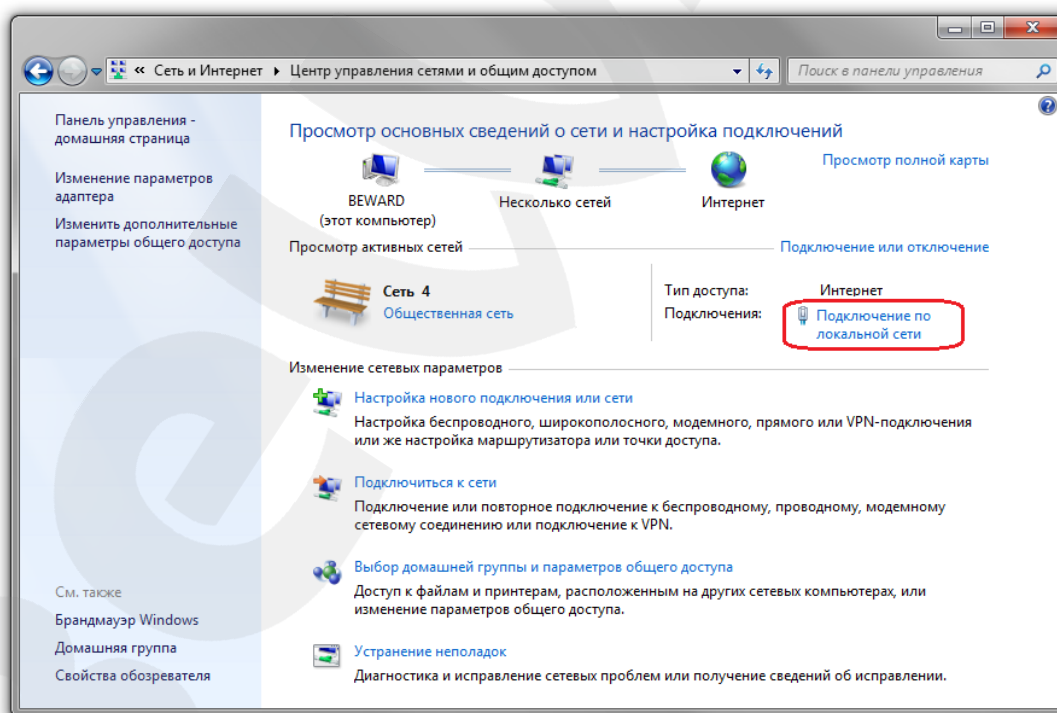 « Сеть и Интернет ▸ Центр управления сетями и общим доступом
Поиск в панели управления
Панель управления -
домашняя страница
Изменение параметров
адаптера
Изменить дополнительные
параметры общего доступа
См. также
Брандмауэр Windows
Домашняя группа
Свойства обозревателя
Просмотр основных сведений о сети и настройка подключений
Просмотр полной карты
BEWARD
(этот компьютер)
Несколько сетей
Интернет
Просмотр активных сетей
Подключение или отключение
Сеть 4
Общественная сеть
Тип доступа: Интернет
Подключения: Подключение по
локальной сети
Изменение сетевых параметров
Настройка нового подключения или сети
Настройка беспроводного, широкополосного, модемного, прямого или VPN-подключения
или же настройка маршрутизатора или точки доступа.
Подключиться к сети
Подключение или повторное подключение к беспроводному, проводному, модемному
сетевому соединению или подключение к VPN.
Выбор домашней группы и параметров общего доступа
Доступ к файлам и принтерам, расположенным на других сетевых компьютерах, или
изменение параметров общего доступа.
Устранение неполадок
Диагностика и исправление сетевых проблем или получение сведений об исправлении.